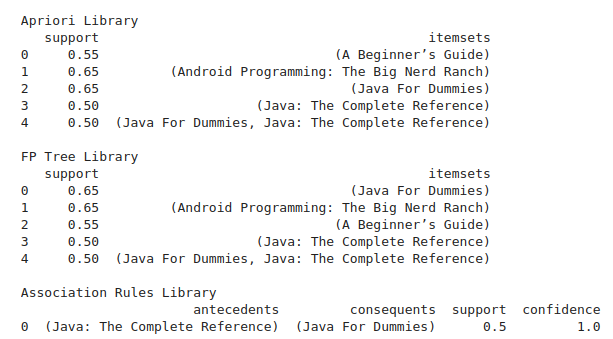 Apriori Library
support itemsets
0 0.55 (A Beginner’s Guide)
1 0.65 (Android Programming: The Big Nerd Ranch)
2 0.65 (Java For Dummies)
3 0.50 (Java: The Complete Reference)
4 0.50 (Java For Dummies, Java: The Complete Reference)
FP Tree Library
support itemsets
0 0.65 (Java For Dummies)
1 0.65 (Android Programming: The Big Nerd Ranch)
2 0.55 (A Beginner’s Guide)
3 0.50 (Java: The Complete Reference)
4 0.50 (Java For Dummies, Java: The Complete Reference)
Association Rules Library
antecedents consequents support confidence
0 (Java: The Complete Reference) (Java For Dummies) 0.5 1.0